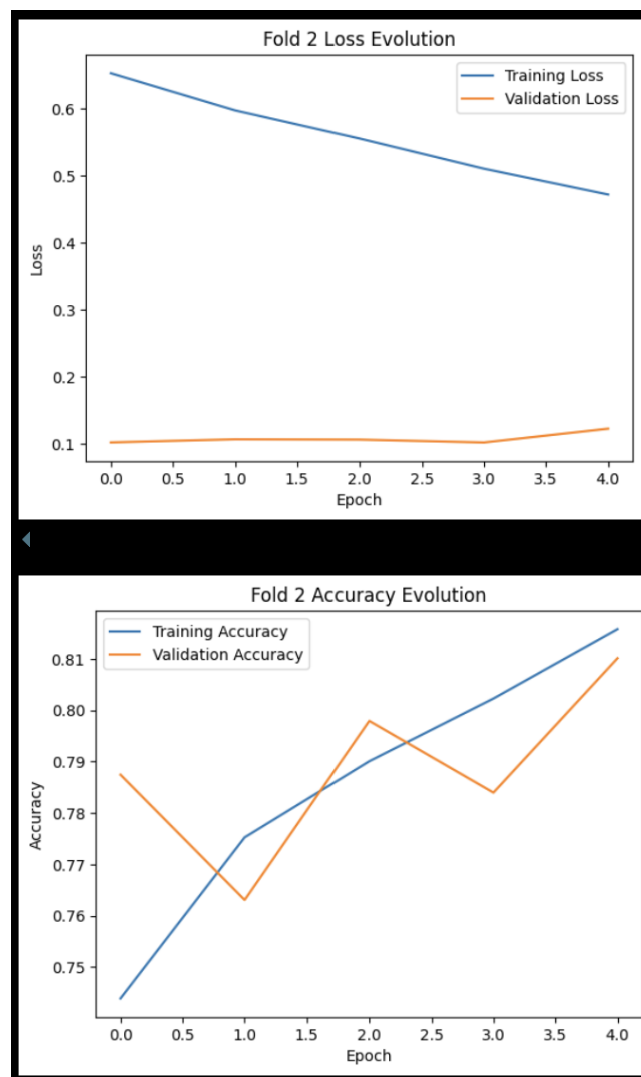 Fold 2 Loss Evolution
Training Loss
Validation Loss
0.6
0.5
0.4
0.3
0.2
0.1
Loss
0.0 0.5 1.0 1.5 2.0 2.5 3.0 3.5 4.0
Epoch
Fold 2 Accuracy Evolution
Training Accuracy
Validation Accuracy
0.81
0.80
0.79
0.78
0.77
0.76
0.75
Accuracy
0.0 0.5 1.0 1.5 2.0 2.5 3.0 3.5 4.0
Epoch